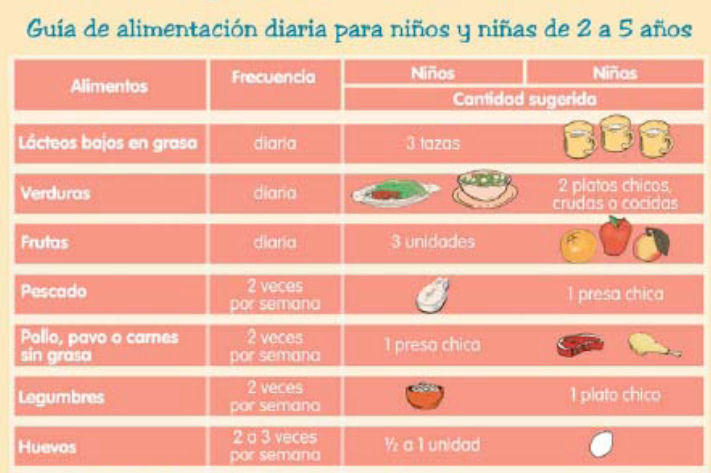 Guía de alimentación diaria para niños y niñas de 2 a 5 años
Alimentos
Frecuencia
Niños
Niñas
Cantidad sugerida
Lácteos bajos en grasa
diaria
3 tazas
Verduras
diaria
2 platos chicos,
crudas o cocidas
Frutas
diaria
3 unidades
Pescado
2 veces
por semana
1 presa chica
Pollo, pavo o carnes
sin grasa
2 veces
por semana
1 presa chica
Legumbres
2 veces
por semana
1 plato chico
Huevos
2 a 3 veces
por semana
½ a 1 unidad